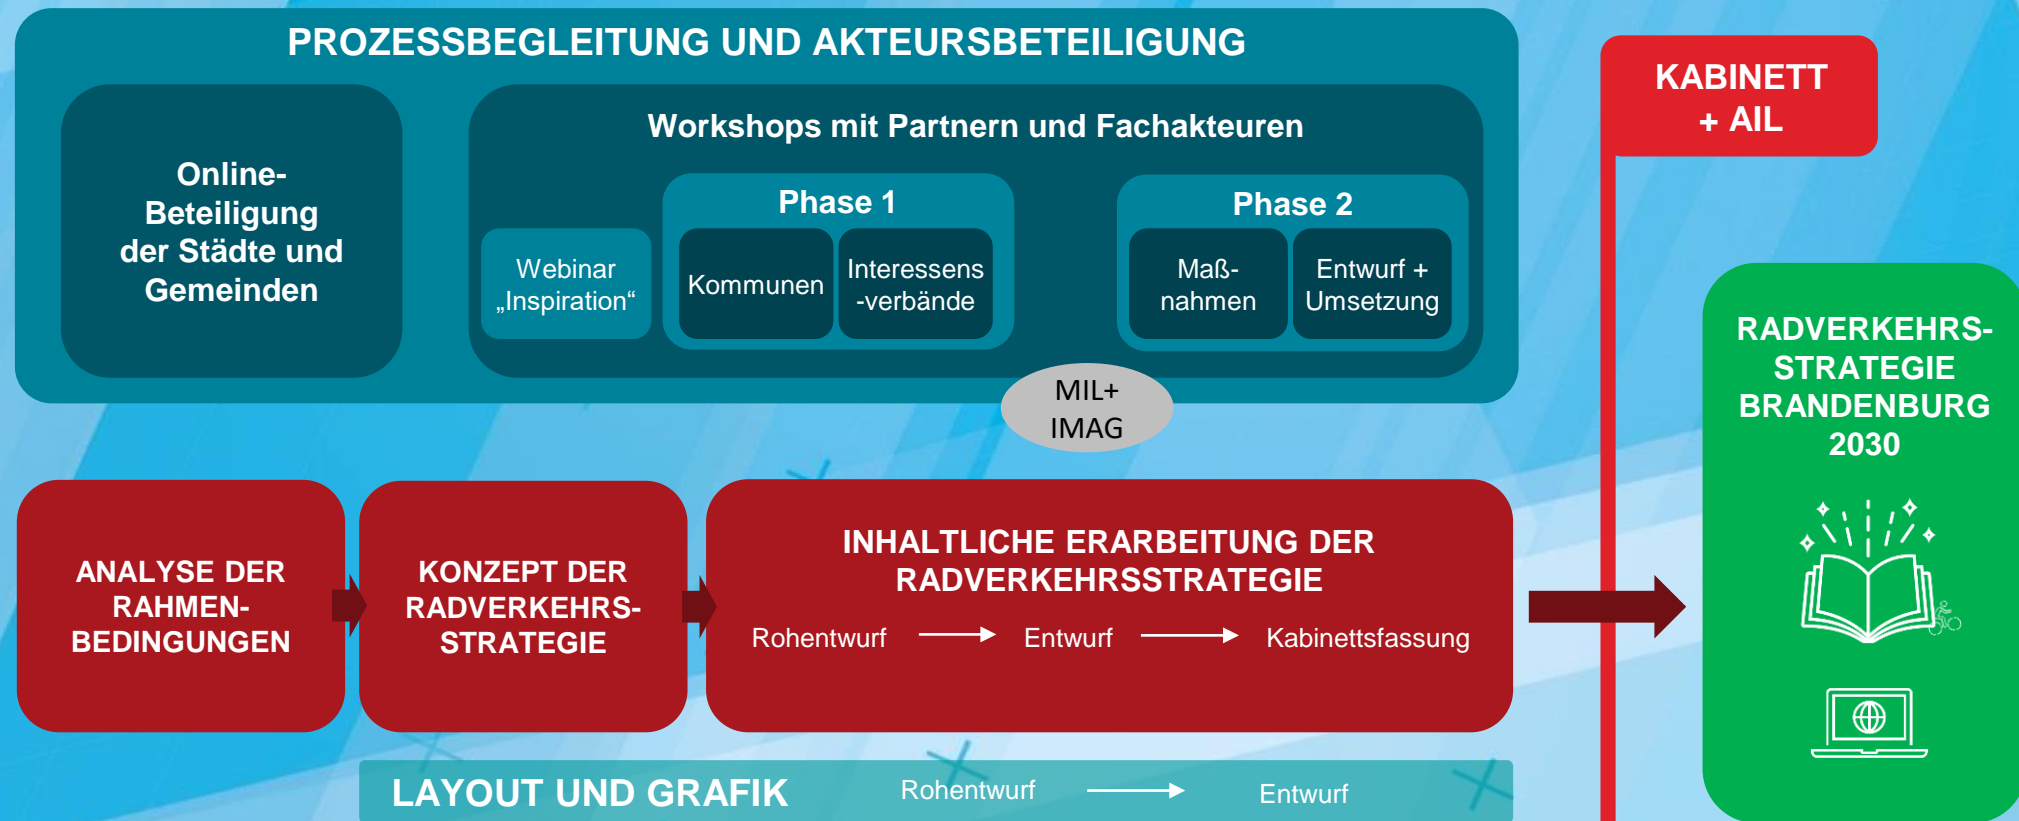 PROZESSBEGLEITUNG UND AKTEURSBETEILIGUNG
Online-
Beteiligung
der Städte und
Gemeinden
Workshops mit Partnern und Fachakteuren
Webinar
„Inspiration“
Phase 1
Kommunen
Interessens
-verbände
Phase 2
Maß-
nahmen
Entwurf +
Umsetzung
MIL+
IMAG
KABINETT
+ AIL
ANALYSE DER
RAHMEN-
BEDINGUNGEN
KONZEPT DER
RADVERKEHRS-
STRATEGIE
INHALTLICHE ERARBEITUNG DER
RADVERKEHRSSTRATEGIE
Rohentwurf
Entwurf
Kabinettsfassung
RADVERKEHRS-
STRATEGIE
BRANDENBURG
2030
LAYOUT UND GRAFIK
Rohentwurf
Entwurf